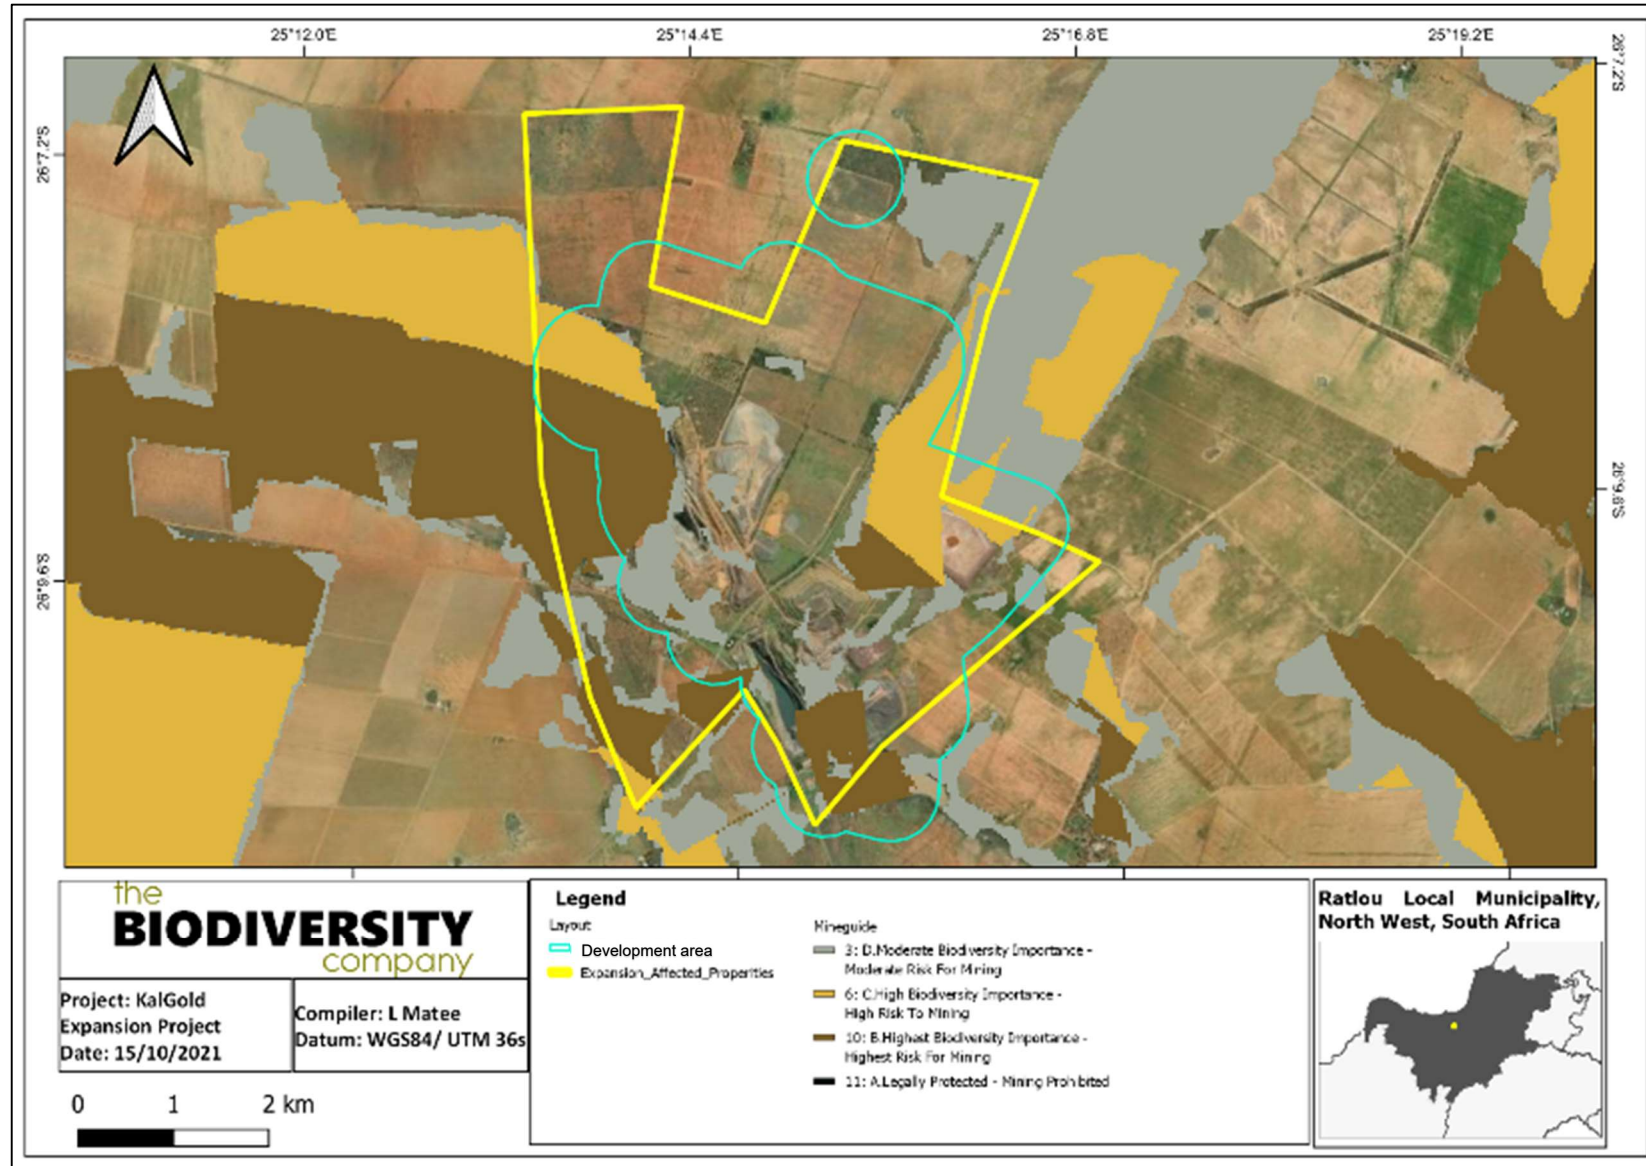 25°12.0'E 25°14.4'E 25°16.8'E 25°19.2'E
26°7.2'S
26°7.2'S
26°9.6'S
26°9.6'S
the
BIODIVERSITY
company
Project: KalGold
Expansion Project
Date: 15/10/2021
Compiler: L Matee
Datum: WGS84/ UTM 36s
0 1 2 km
Legend
Layout
Development area
Expansion_Affected_Properities
Mineguide
3: D.Moderate Biodiversity Importance -
Moderate Risk For Mining
6: C.High Biodiversity Importance -
High Risk To Mining
10: B.Highest Biodiversity Importance -
Highest Risk For Mining
11: A.Legally Protected - Mining Prohibited
Ratlou Local Municipality,
North West, South Africa